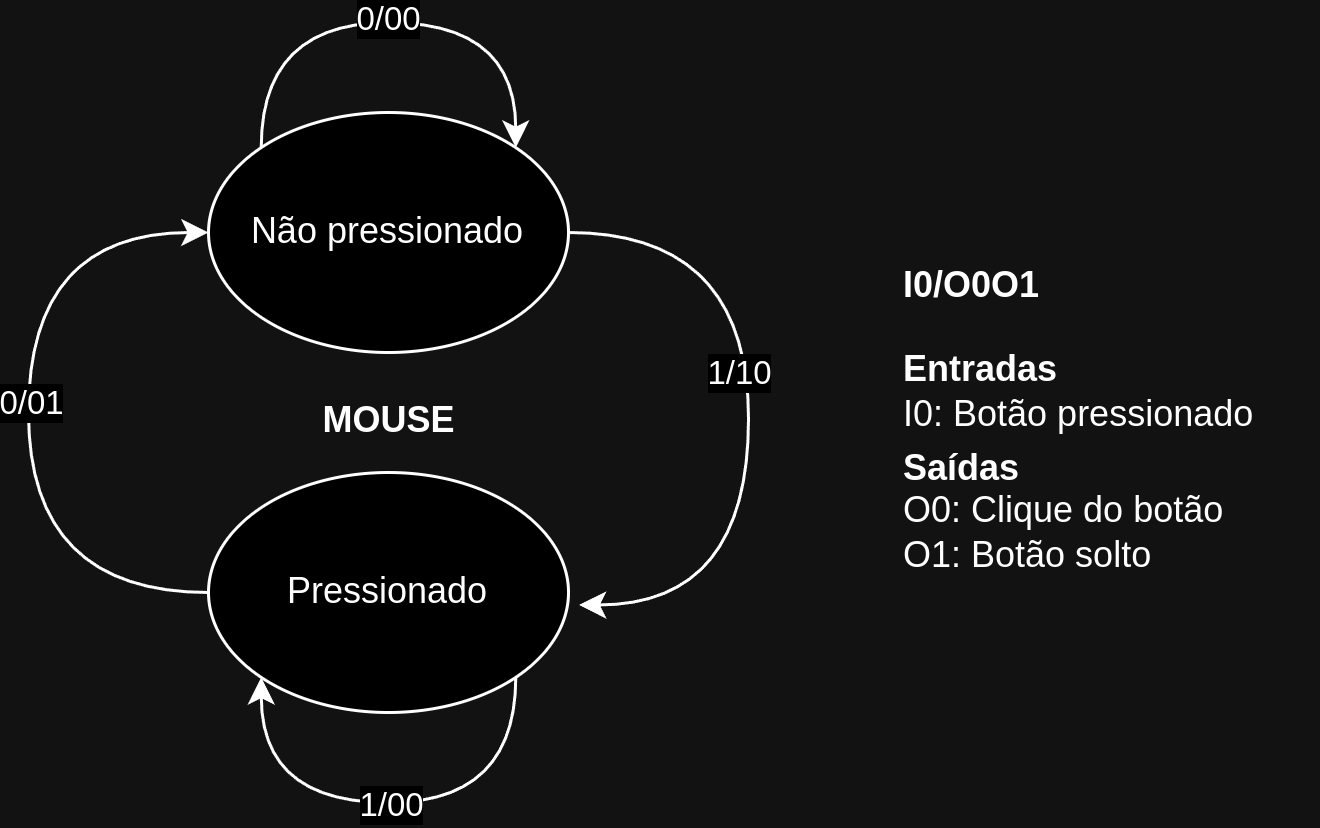 0/00
Não pressionado
1/10
0/01
MOUSE
Pressionado
1/00
I0/O0O1
Entradas
I0: Botão pressionado
Saídas
O0: Clique do botão
O1: Botão solto